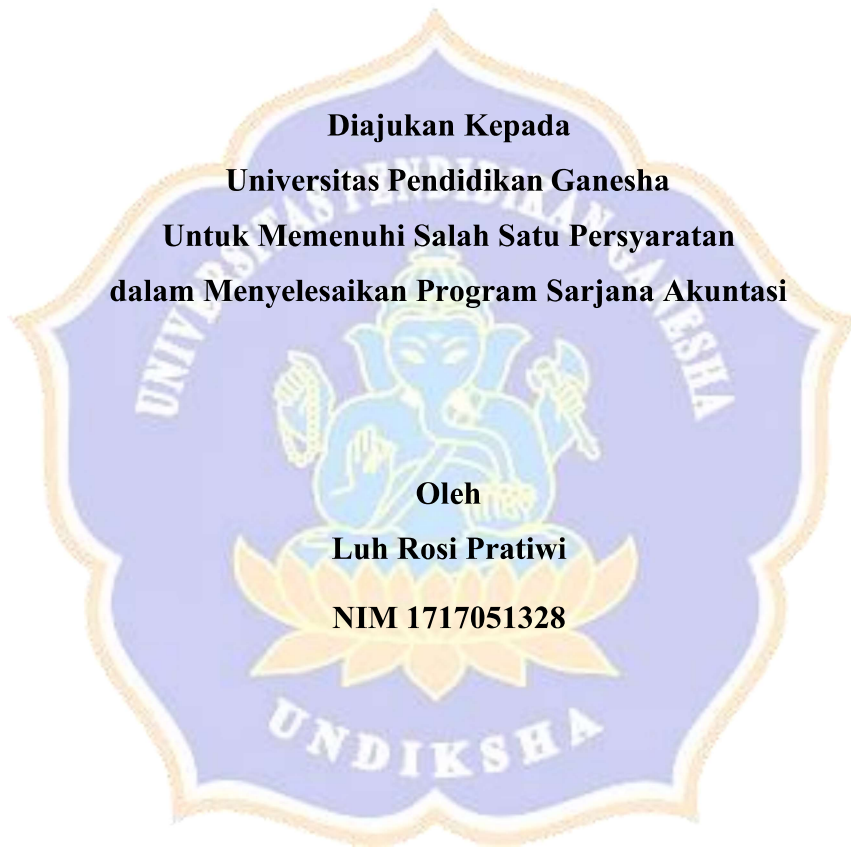 Diajukan Kepada
Universitas Pendidikan Ganesha
Untuk Memenuhi Salah Satu Persyaratan
dalam Menyelesaikan Program Sarjana Akuntasi
UNIVERSITAS PENDIDIKAN GANESHA
Oleh
Luh Rosi Pratiwi
NIM 1717051328
UNDIKSHA